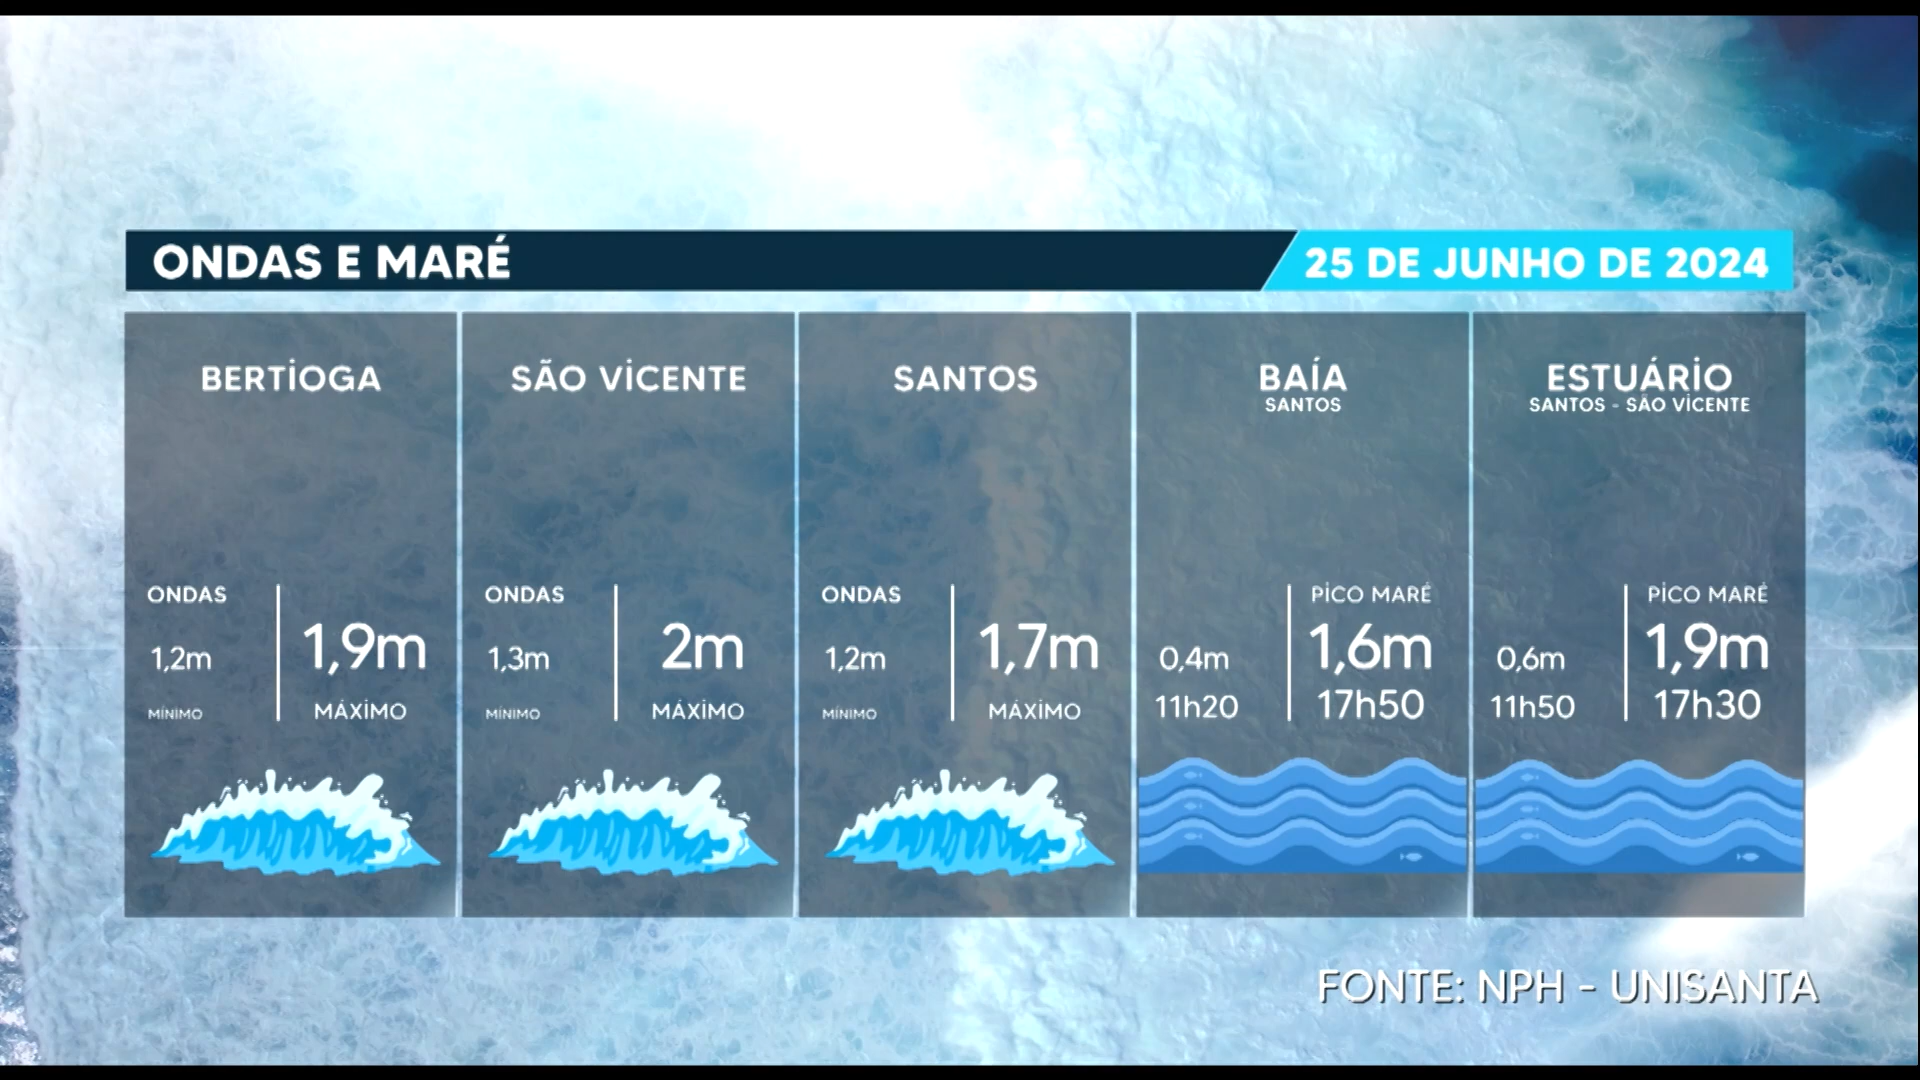 ONDAS E MARÉ
25 DE JUNHO DE 2024
BERTIOGA
ONDAS
1,2m
MÍNIMO
1,9m
MÁXIMO
SÃO VICENTE
ONDAS
1,3m
MÍNIMO
2m
MÁXIMO
SANTOS
ONDAS
1,2m
MÍNIMO
1,7m
MÁXIMO
BAÍA
SANTOS
0,4m
11h20
PICO MARÉ
1,6m
17h50
ESTUÁRIO
SANTOS - SÃO VICENTE
0,6m
11h50
PICO MARÉ
1,9m
17h30
FONTE: NPH - UNISANTA